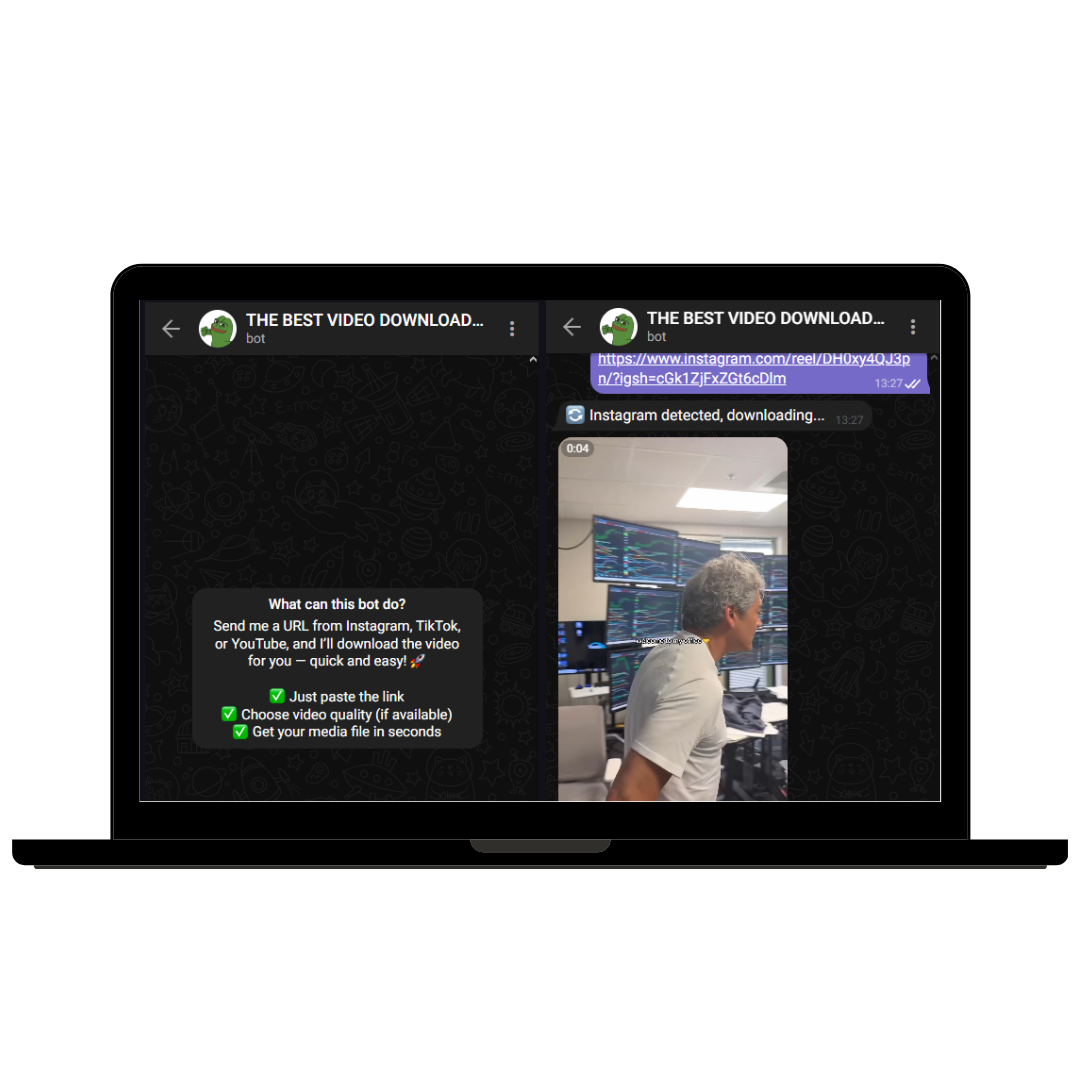 THE BEST VIDEO DOWNLOAD...
bot
What can this bot do?
Send me a URL from Instagram, TikTok,
or YouTube, and I'll download the video
for you — quick and easy! 🚀
✅ Just paste the link
✅ Choose video quality (if available)
✅ Get your media file in seconds
THE BEST VIDEO DOWNLOAD...
bot
https://www.instagram.com/reel/DH0xy4QJ3p
n/?igsh=cGk1ZjFxZGt6cDlm
13:27
🔄 Instagram detected, downloading... 13:27
0:04